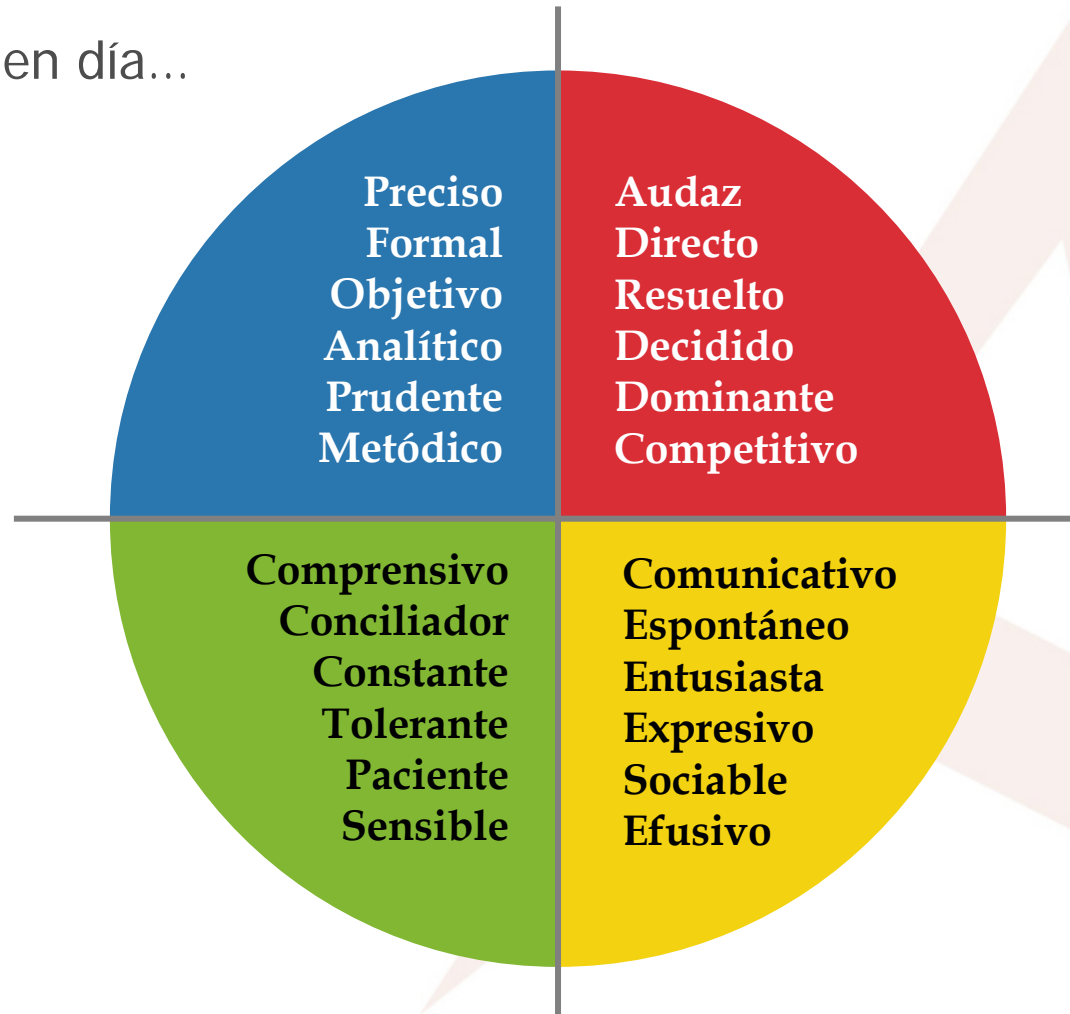 en día...
Preciso
Formal
Objetivo
Analítico
Prudente
Metódico
Audaz
Directo
Resuelto
Decidido
Dominante
Competitivo
Comprensivo
Conciliador
Constante
Tolerante
Paciente
Sensible
Comunicativo
Espontáneo
Entusiasta
Expresivo
Sociable
Efusivo